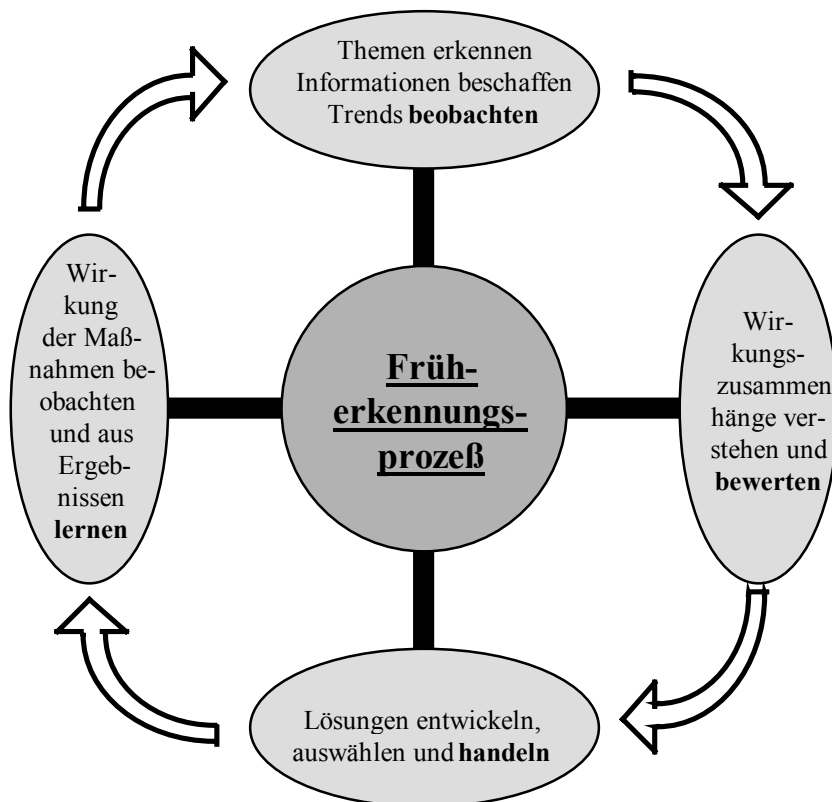 Themen erkennen
Informationen beschaffen
Trends beobachten
Wir-
kung
der Maß-
nahmen be-
obachten
und aus
Ergeb-
nissen
lernen
Früh-
erkennungs-
prozeß
Wir-
kungs-
zusammen
hänge ver-
stehen und
bewerten
Lösungen entwickeln,
auswählen und handeln